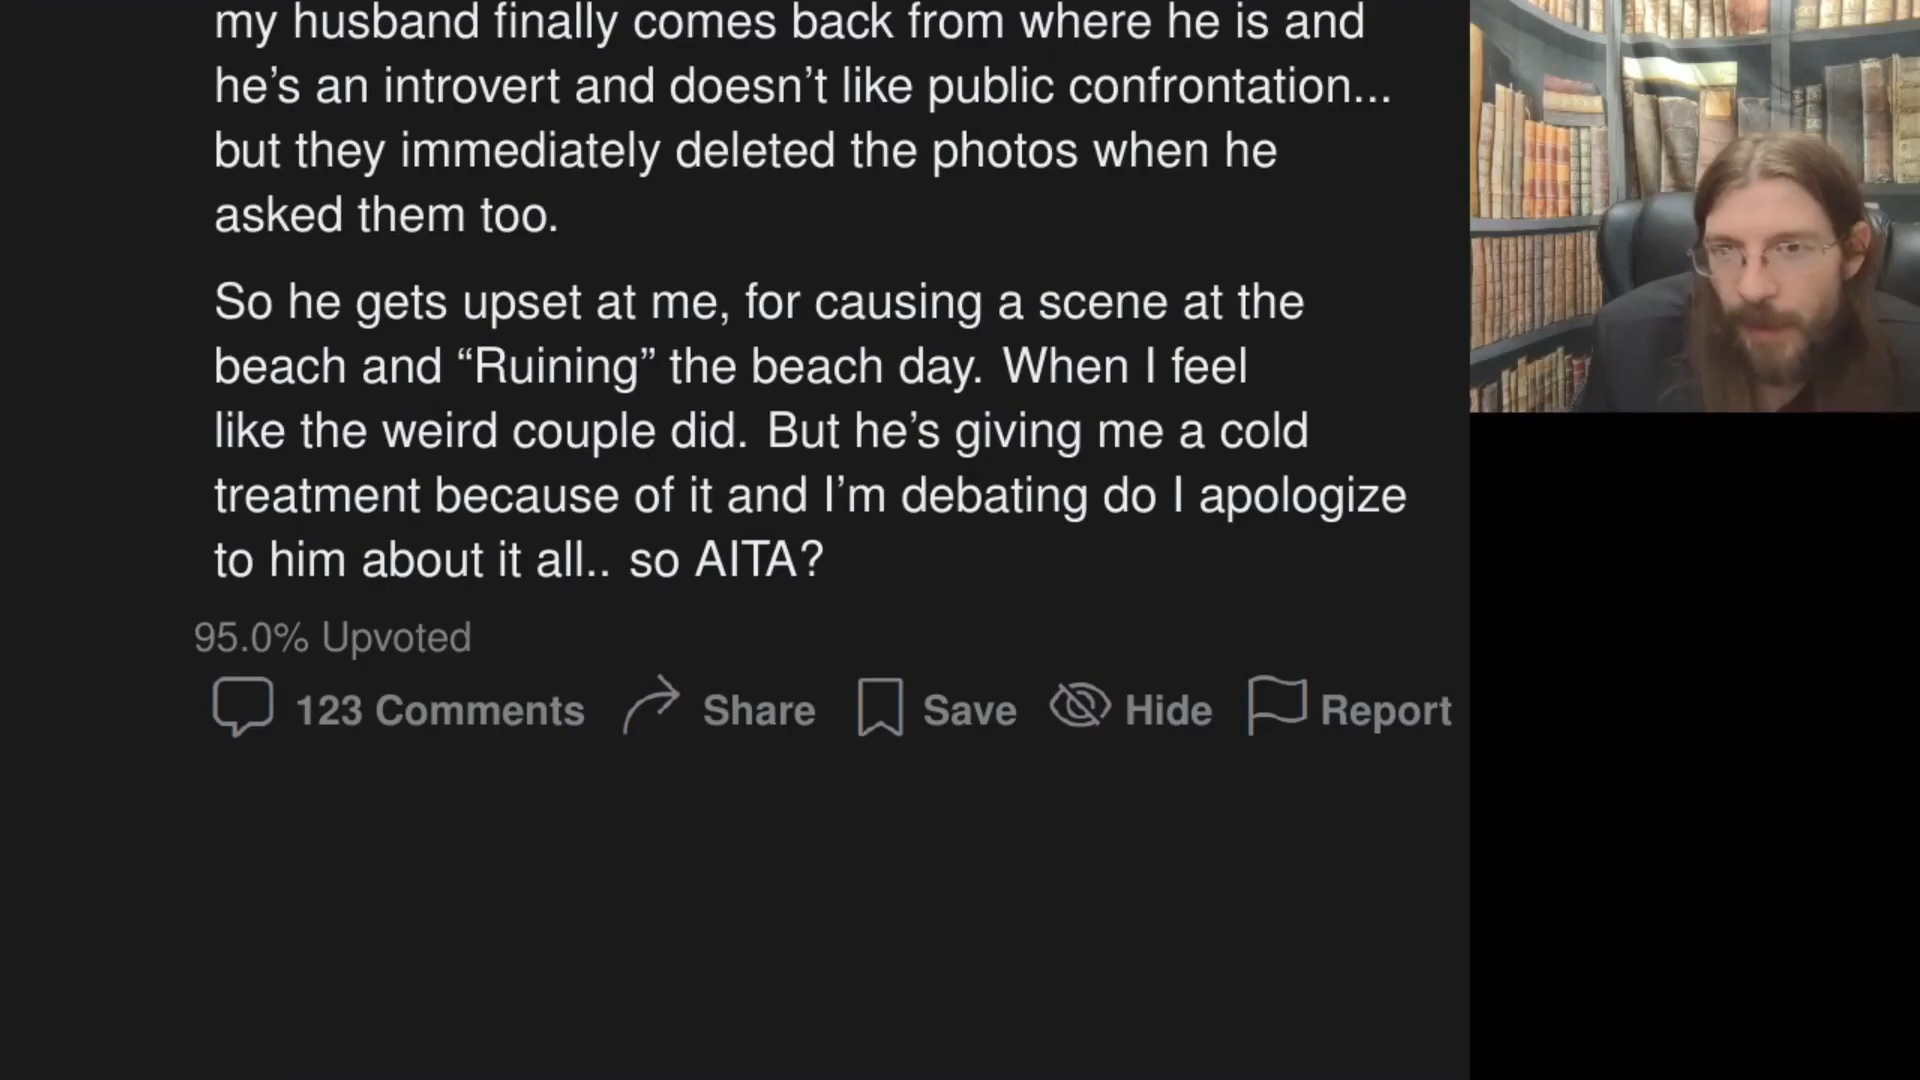 my husband finally comes back from where he is and
he’s an introvert and doesn’t like public confrontation...
but they immediately deleted the photos when he
asked them too.
So he gets upset at me, for causing a scene at the
beach and “Ruining” the beach day. When I feel
like the weird couple did. But he’s giving me a cold
treatment because of it and I’m debating do I apologize
to him about it all.. so AITA?
95.0% Upvoted
123 Comments Share Save Hide Report